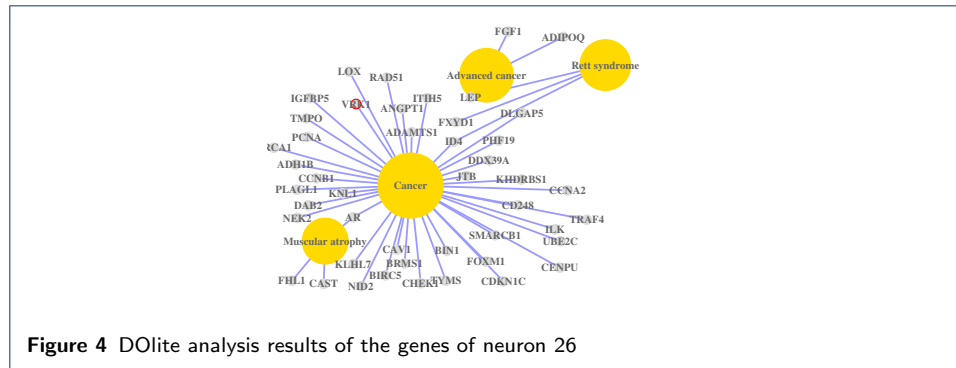 FGF1
ADIPOQ
LOX
RAD51
Advanced cancer
Rett syndrome
IGFBP5
VRK1
ANGPT1
ITIH5
LEP
TMPO
ADAMTS1
FXYD1
DLGAP5
PCNA
ID4
PHF19
RCA1
ADH1B
DDX39A
CCNB1
Cancer
JTB
KHDRBS1
PLAGL1
KNL1
CCNA2
DAB2
CD248
NEK2
AR
TRAF4
Muscular atrophy
SMARCB1
ILK
UBE2C
CAV1
BIN1
KLHL7
BRMS1
FOXM1
CENPU
FHL1
CAST
NID2
BIRC5
CHEK1
TYMS
CDKN1C
Figure 4 DOlite analysis results of the genes of neuron 26